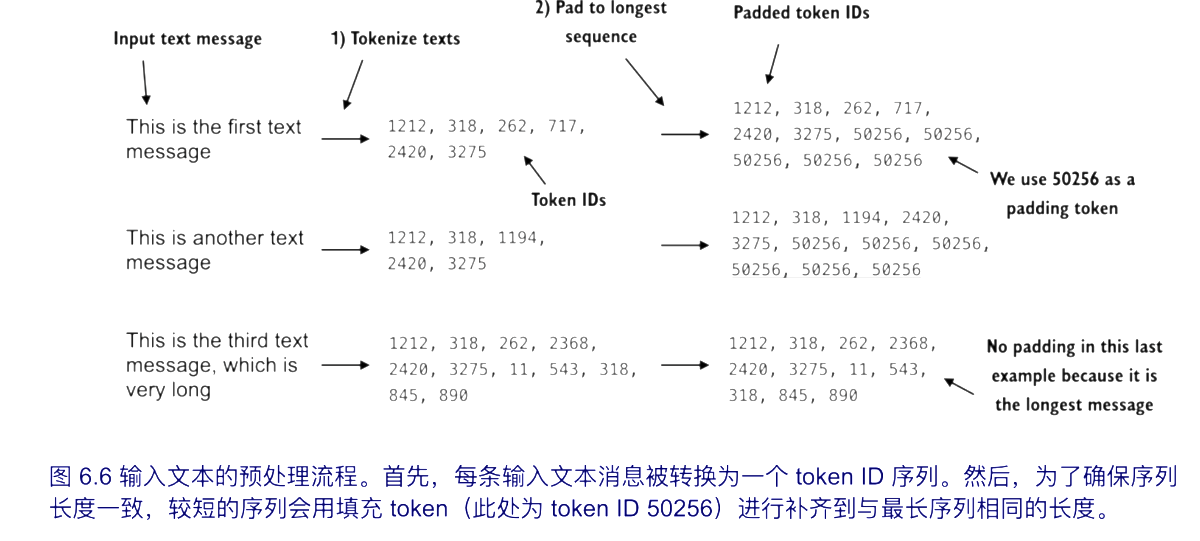 Input text message
1) Tokenize texts
2) Pad to longest
sequence
Padded token IDs
This is the first text
message
1212, 318, 262, 717,
2420, 3275
Token IDs
1212, 318, 262, 717,
2420, 3275, 50256, 50256,
50256, 50256, 50256
We use 50256 as a
padding token
This is another text
message
1212, 318, 1194,
2420, 3275
1212, 318, 1194, 2420,
3275, 50256, 50256, 50256,
50256, 50256, 50256
This is the third text
message, which is
very long
1212, 318, 262, 2368,
2420, 3275, 11, 543, 318,
845, 890
1212, 318, 262, 2368,
2420, 3275, 11, 543,
318, 845, 890
No padding in this last
example because it is
the longest message
图 6.6 输入文本的预处理流程。首先，每条输入文本消息被转换为一个 token ID 序列。然后，为了确保序列
长度一致，较短的序列会用填充 token（此处为 token ID 50256）进行补齐到与最长序列相同的长度。